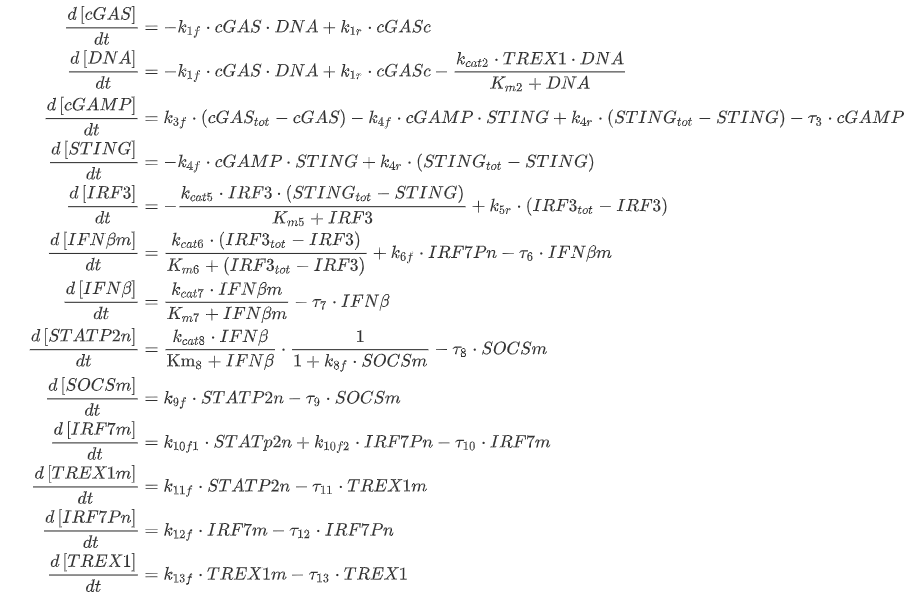 \frac{d[cGAS]}{dt} = -k_{1f} \cdot cGAS \cdot DNA + k_{1r} \cdot cGASc
\frac{d[DNA]}{dt} = -k_{1f} \cdot cGAS \cdot DNA + k_{1r} \cdot cGASc - \frac{k_{cat2} \cdot TREX1 \cdot DNA}{K_{m2} + DNA}
\frac{d[cGAMP]}{dt} = k_{3f} \cdot (cGAS_{tot} - cGAS) - k_{4f} \cdot cGAMP \cdot STING + k_{4r} \cdot (STING_{tot} - STING) - \tau_3 \cdot cGAMP
\frac{d[STING]}{dt} = -k_{4f} \cdot cGAMP \cdot STING + k_{4r} \cdot (STING_{tot} - STING)
\frac{d[IRF3]}{dt} = -\frac{k_{cat5} \cdot IRF3 \cdot (STING_{tot} - STING)}{K_{m5} + IRF3} + k_{5r} \cdot (IRF3_{tot} - IRF3)
\frac{d[IFN\beta m]}{dt} = \frac{k_{cat6} \cdot (IRF3_{tot} - IRF3)}{K_{m6} + (IRF3_{tot} - IRF3)} + k_{6f} \cdot IRF7Pn - \tau_6 \cdot IFN\beta m
\frac{d[IFN\beta]}{dt} = \frac{k_{cat7} \cdot IFN\beta m}{K_{m7} + IFN\beta m} - \tau_7 \cdot IFN\beta
\frac{d[STATP2n]}{dt} = \frac{k_{cat8} \cdot IFN\beta}{\mathrm{Km}_8 + IFN\beta} \cdot \frac{1}{1 + k_{8f} \cdot SOCSm} - \tau_8 \cdot SOCSm
\frac{d[SOCSm]}{dt} = k_{9f} \cdot STATP2n - \tau_9 \cdot SOCSm
\frac{d[IRF7m]}{dt} = k_{10f1} \cdot STATp2n + k_{10f2} \cdot IRF7Pn - \tau_{10} \cdot IRF7m
\frac{d[TREX1m]}{dt} = k_{11f} \cdot STATP2n - \tau_{11} \cdot TREX1m
\frac{d[IRF7Pn]}{dt} = k_{12f} \cdot IRF7m - \tau_{12} \cdot IRF7Pn
\frac{d[TREX1]}{dt} = k_{13f} \cdot TREX1m - \tau_{13} \cdot TREX1